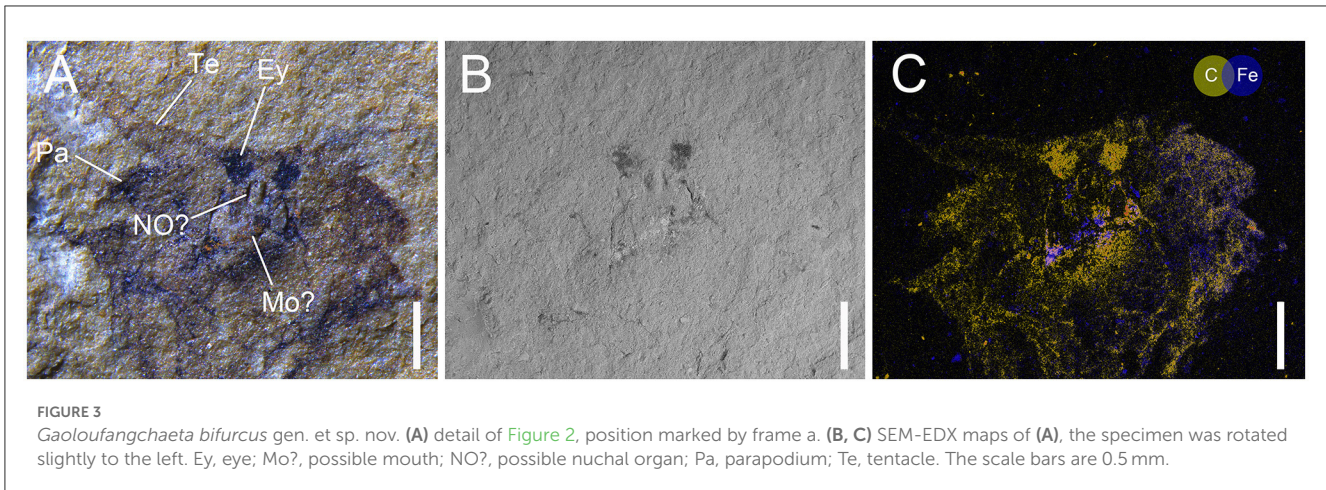 A
Te
Ey
Pa
NO?
Mo?
B
C
C Fe
FIGURE 3
Gaoloufangchaeta bifurcus gen. et sp. nov. (A) detail of Figure 2, position marked by frame a. (B, C) SEM-EDX maps of (A), the specimen was rotated
slightly to the left. Ey, eye; Mo?, possible mouth; NO?, possible nuchal organ; Pa, parapodium; Te, tentacle. The scale bars are 0.5 mm.